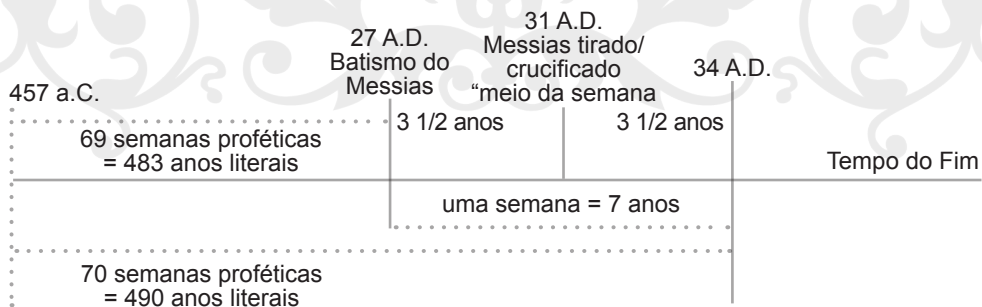 457 a.C.
27 A.D.
Batismo do
Messias
31 A.D.
Messias tirado/
crucificado
“meio da semana
34 A.D.
69 semanas proféticas
= 483 anos literais
3 1/2 anos
3 1/2 anos
Tempo do Fim
uma semana = 7 anos
70 semanas proféticas
= 490 anos literais